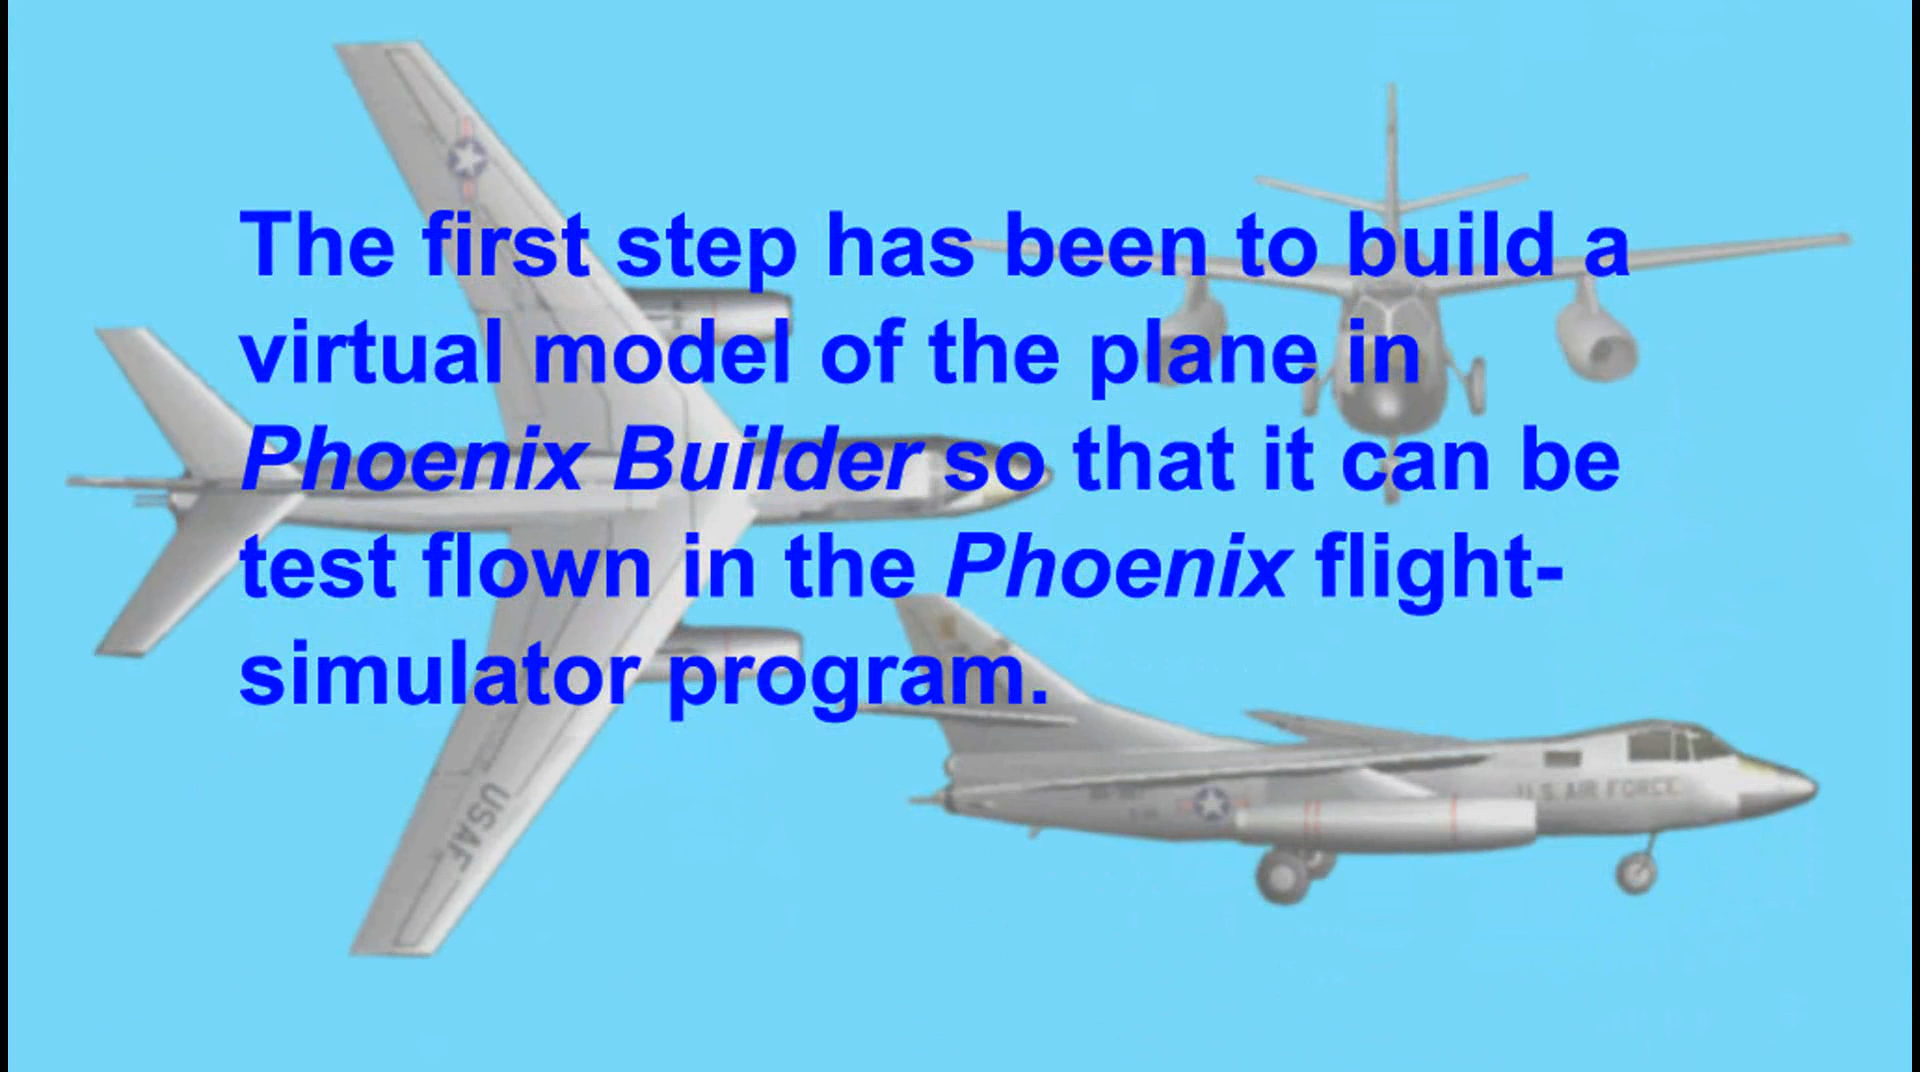 The first step has been to build a
virtual model of the plane in
Phoenix Builder so that it can be
test flown in the Phoenix flight-
simulator program.
USAF
U.S. AIR FORCE